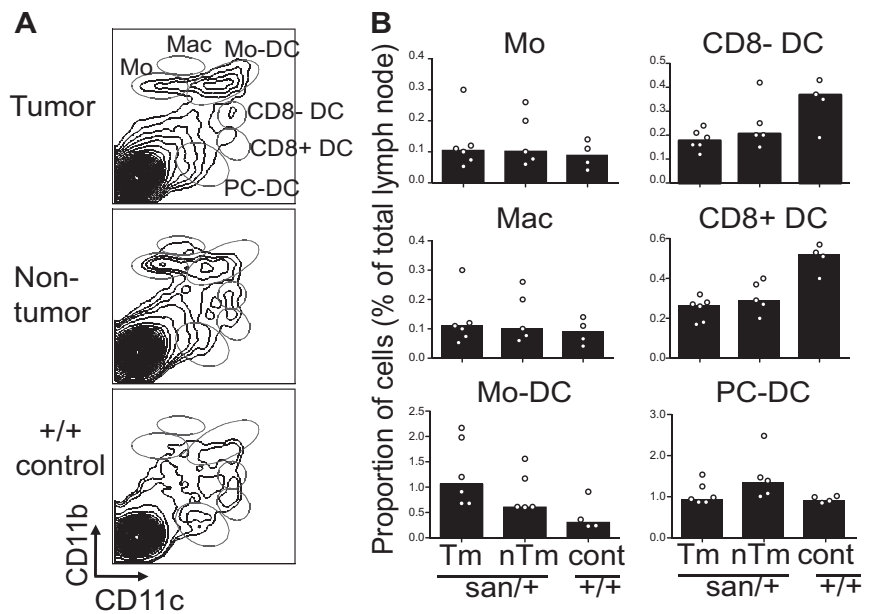 A
Tumor
Mo
Mac
Mo-DC
CD8- DC
CD8+ DC
PC-DC
Non-
tumor
+/+
control
CD11b
CD11c
B
Proportion of cells (% of total lymph node)
Mo
0.4
0.3
0.2
0.1
0.0
CD8- DC
0.5
0.4
0.3
0.2
0.1
0.0
Mac
0.4
0.3
0.2
0.1
0.0
CD8+ DC
0.6
0.4
0.2
0.0
Mo-DC
2.5
2.0
1.5
1.0
0.5
0.0
PC-DC
3.0
2.0
1.0
0.0
Tm nTm cont
san/+ +/+
Tm nTm cont
san/+ +/+